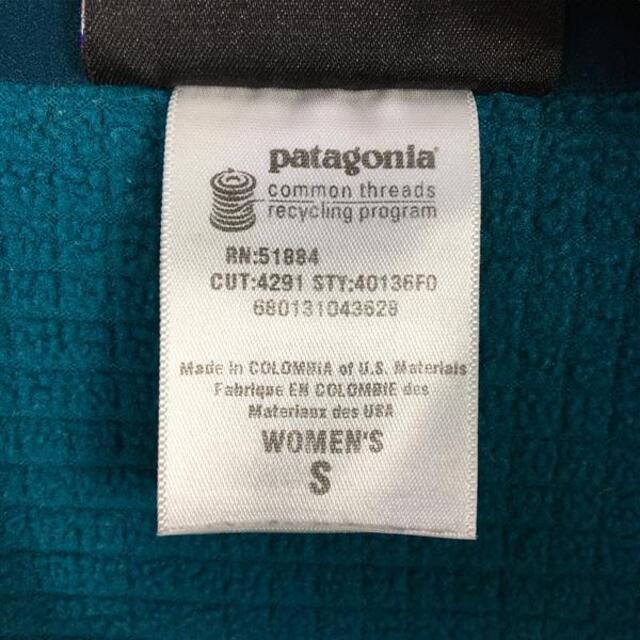 patagonia®
common threads
recycling program
RN:51884
CUT:4291 STY:40136F0
680131043628
Made in COLOMBIA of U.S. Materials
Fabrique EN COLOMBIE des
Materiaux des USA
WOMEN'S
S